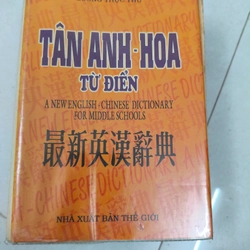 TÂN ANH - HOA
TỪ ĐIỂN
A NEW ENGLISH - CHINESE DICTIONARY
FOR MIDDLE SCHOOLS
最新英漢辭典
NHÀ XUẤT BẢN THẾ GIỚI